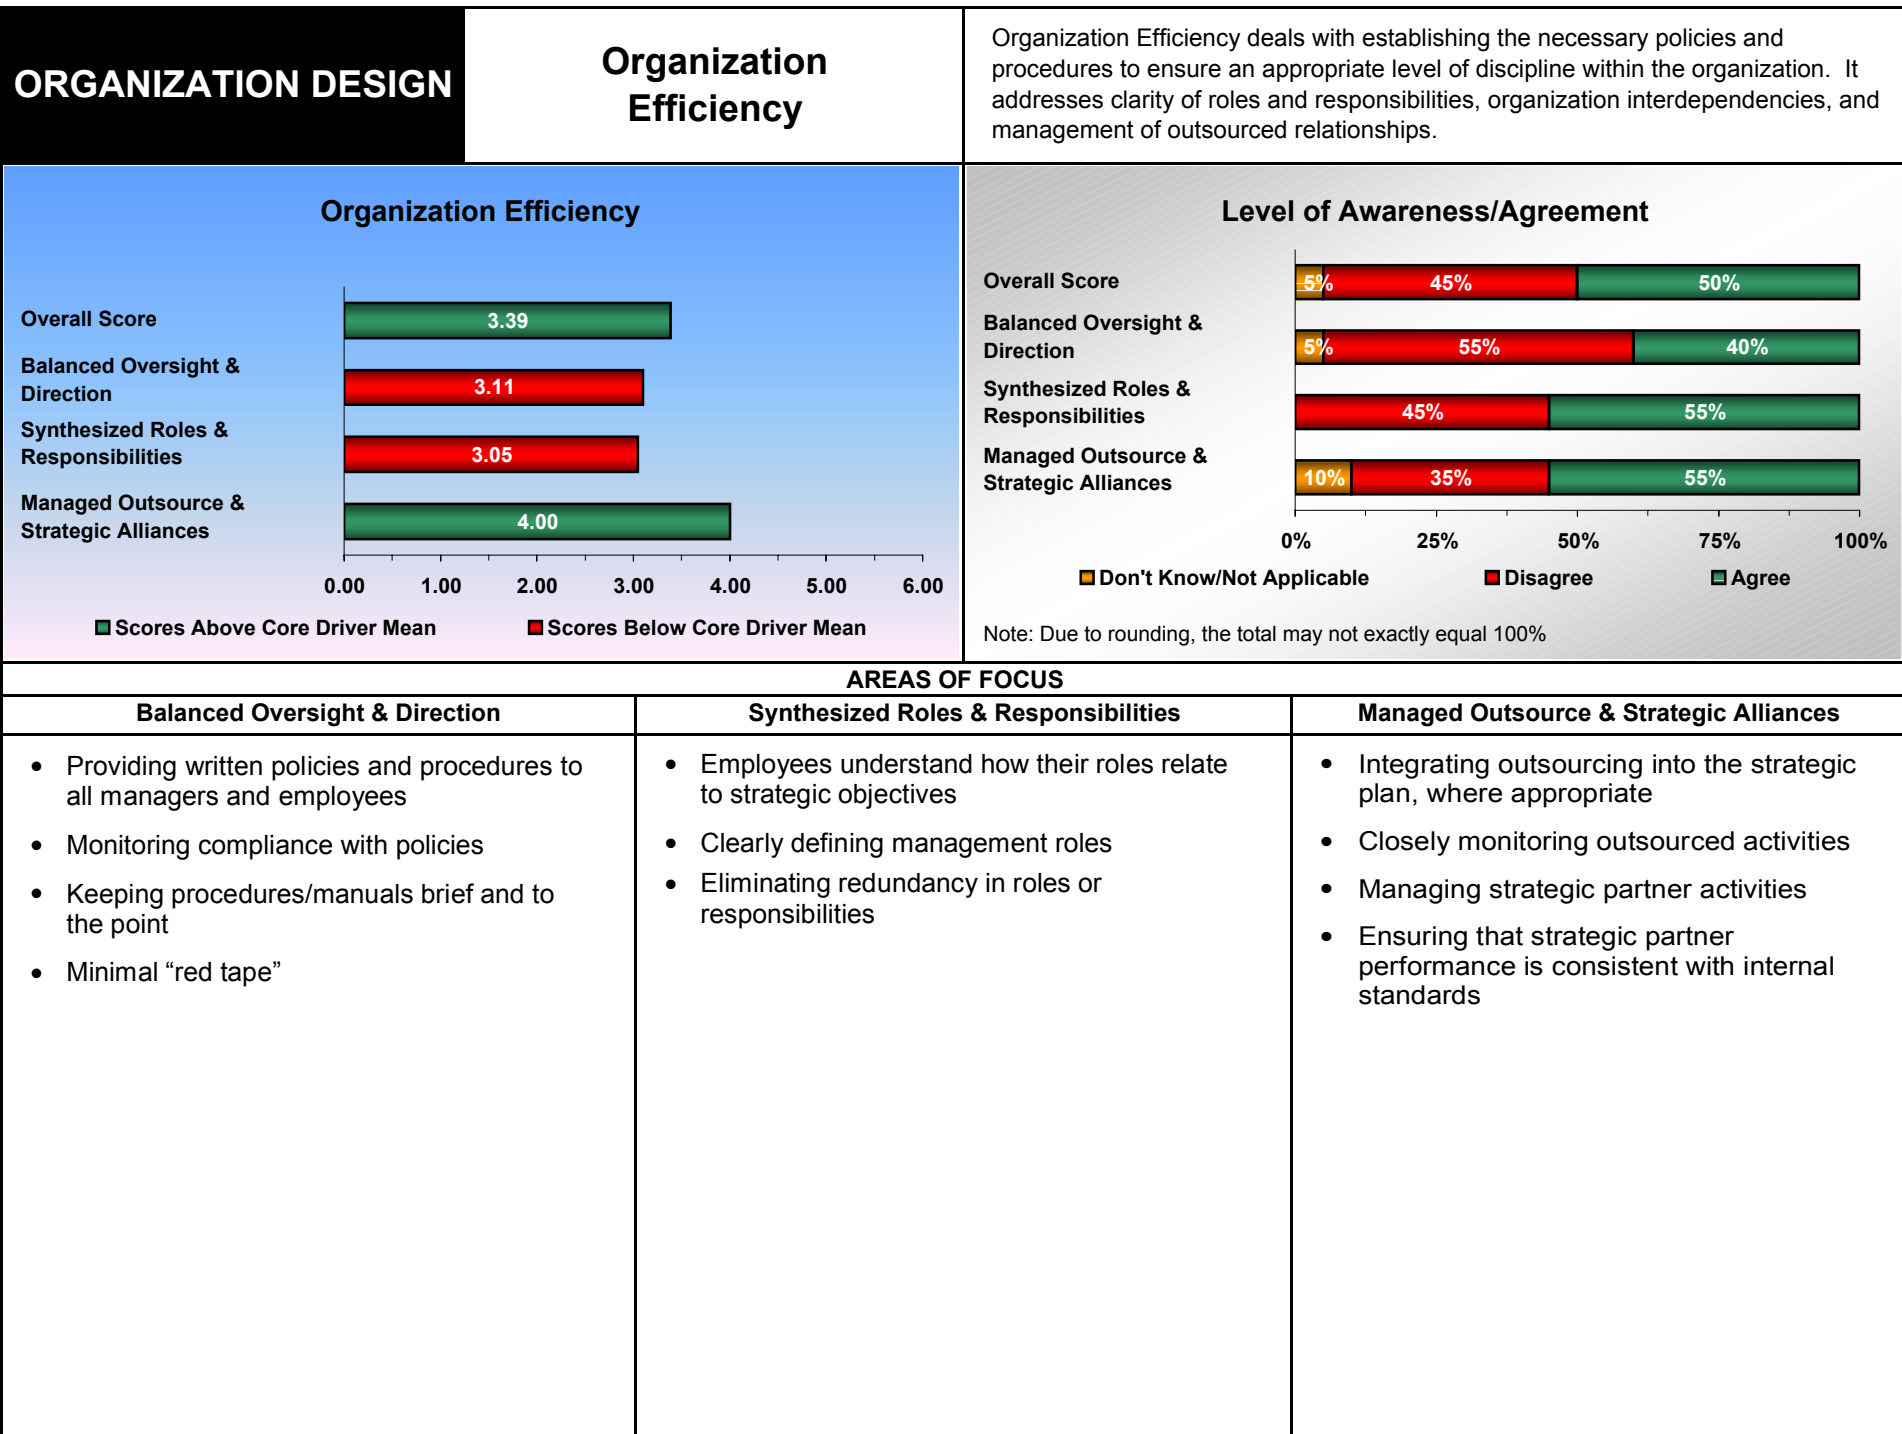 ORGANIZATION DESIGN
Organization
Efficiency
Organization Efficiency deals with establishing the necessary policies and
procedures to ensure an appropriate level of discipline within the organization.  It
addresses clarity of roles and responsibilities, organization interdependencies, and
management of outsourced relationships.
Organization Efficiency
Overall Score
3.39
Balanced Oversight &
Direction
3.11
Synthesized Roles &
Responsibilities
3.05
Managed Outsource &
Strategic Alliances
4.00
0.00 1.00 2.00 3.00 4.00 5.00 6.00
Scores Above Core Driver Mean Scores Below Core Driver Mean
Level of Awareness/Agreement
Overall Score
5% 45% 50%
Balanced Oversight &
Direction
5% 55% 40%
Synthesized Roles &
Responsibilities
45% 55%
Managed Outsource &
Strategic Alliances
10% 35% 55%
0% 25% 50% 75% 100%
Don't Know/Not Applicable Disagree Agree
Note: Due to rounding, the total may not exactly equal 100%
AREAS OF FOCUS
Balanced Oversight & Direction
• Providing written policies and procedures to
all managers and employees
• Monitoring compliance with policies
• Keeping procedures/manuals brief and to
the point
• Minimal “red tape”
Synthesized Roles & Responsibilities
• Employees understand how their roles relate
to strategic objectives
• Clearly defining management roles
• Eliminating redundancy in roles or
responsibilities
Managed Outsource & Strategic Alliances
• Integrating outsourcing into the strategic
plan, where appropriate
• Closely monitoring outsourced activities
• Managing strategic partner activities
• Ensuring that strategic partner
performance is consistent with internal
standards